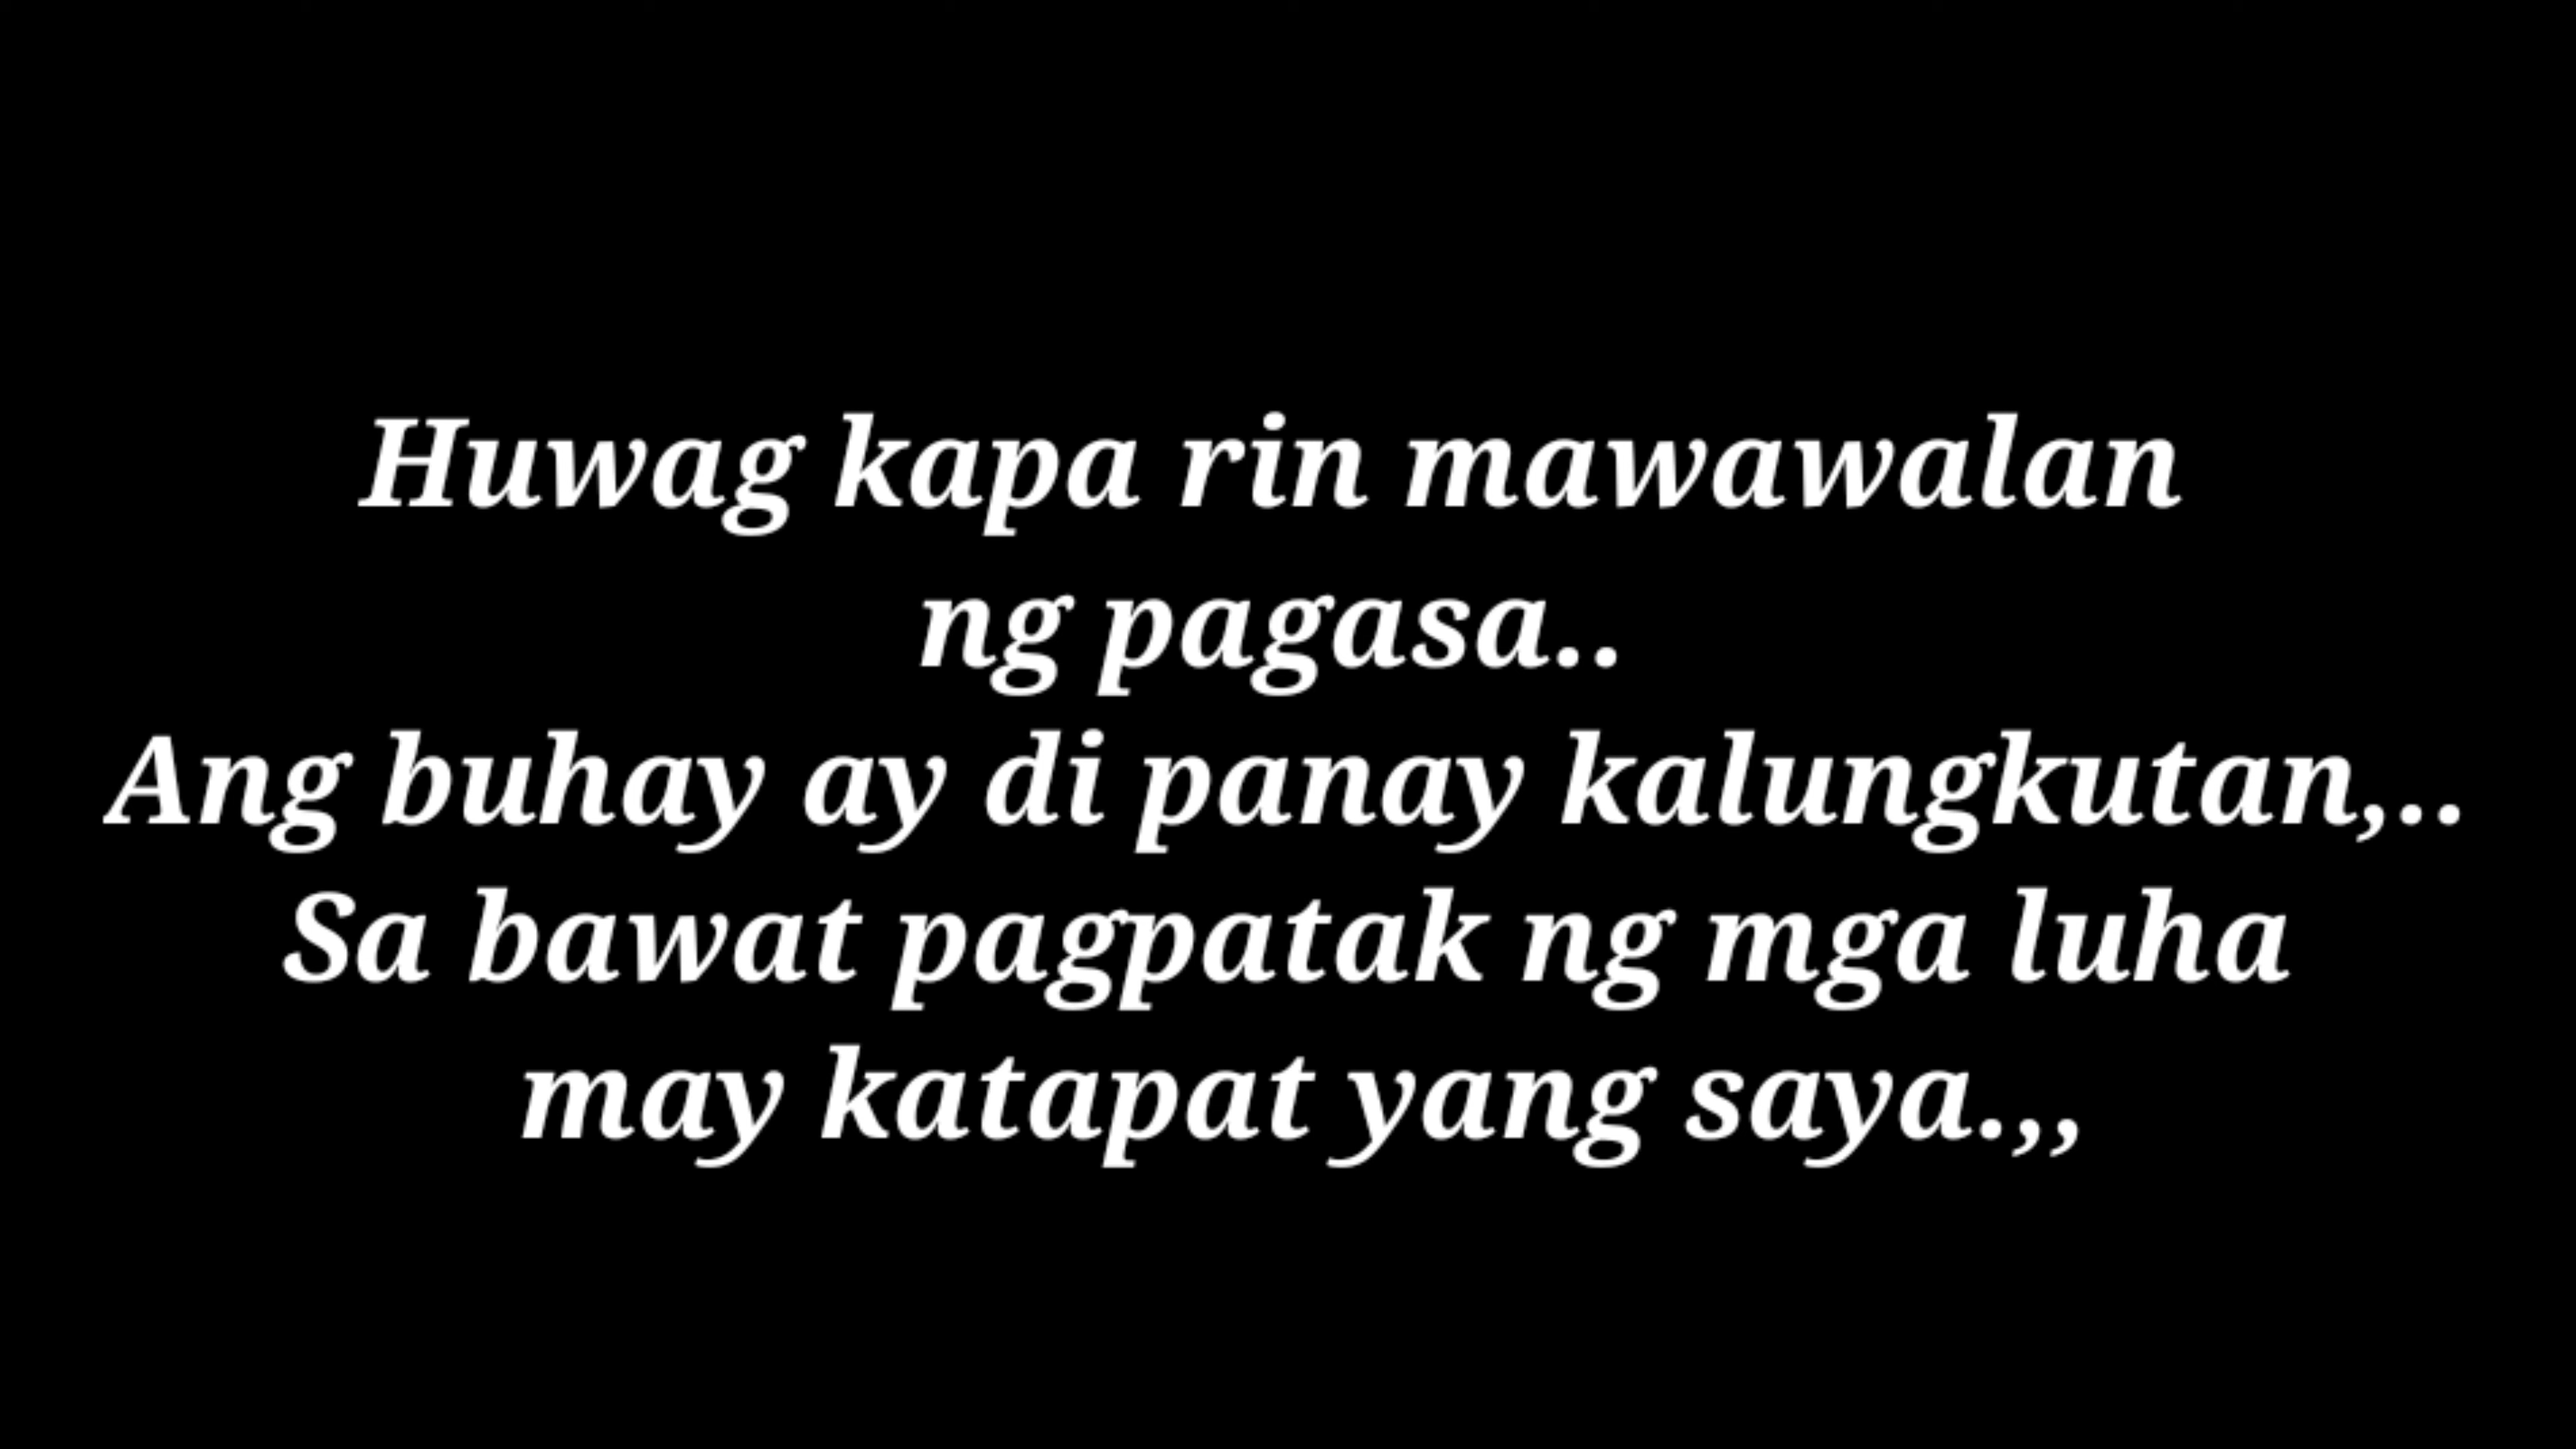 Huwag kapa rin mawawalan
ng pagasa..
Ang buhay ay di panay kalungkutan,..
Sa bawat pagpatak ng mga luha
may katapat yang saya.,,